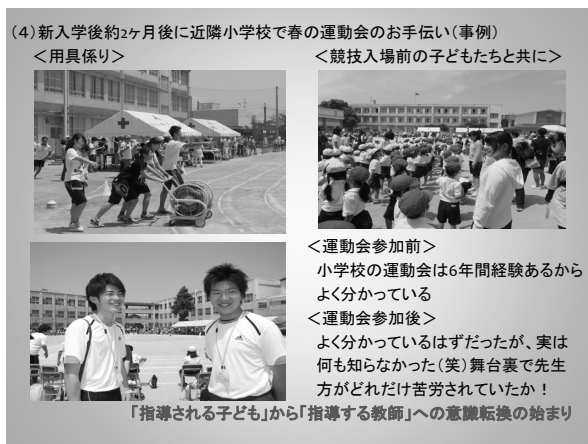 (4)新入学後約2ヶ月後に近隣小学校で春の運動会のお手伝い(事例)
<用具係り>
<競技入場前の子どもたちと共に>
<運動会参加前>
小学校の運動会は6年間経験あるから
よく分かっている
<運動会参加後>
よく分かっているはずだったが、実は
何も知らなかった(笑)舞台裏で先生
方がどれだけ苦労されていたか!
「指導される子ども」から「指導する教師」への意識転換の始まり